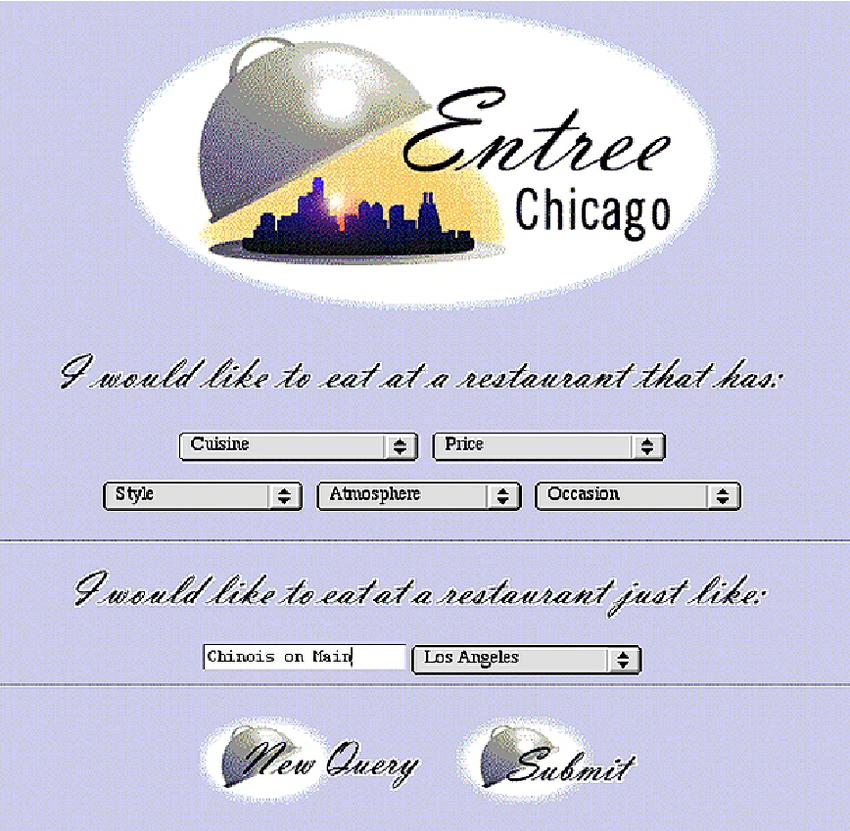 Entree
Chicago
I would like to eat at a restaurant that has:
Cuisine Price
Style Atmosphere Occasion
I would like to eat at a restaurant just like:
Chinois on Main Los Angeles
New Query Submit